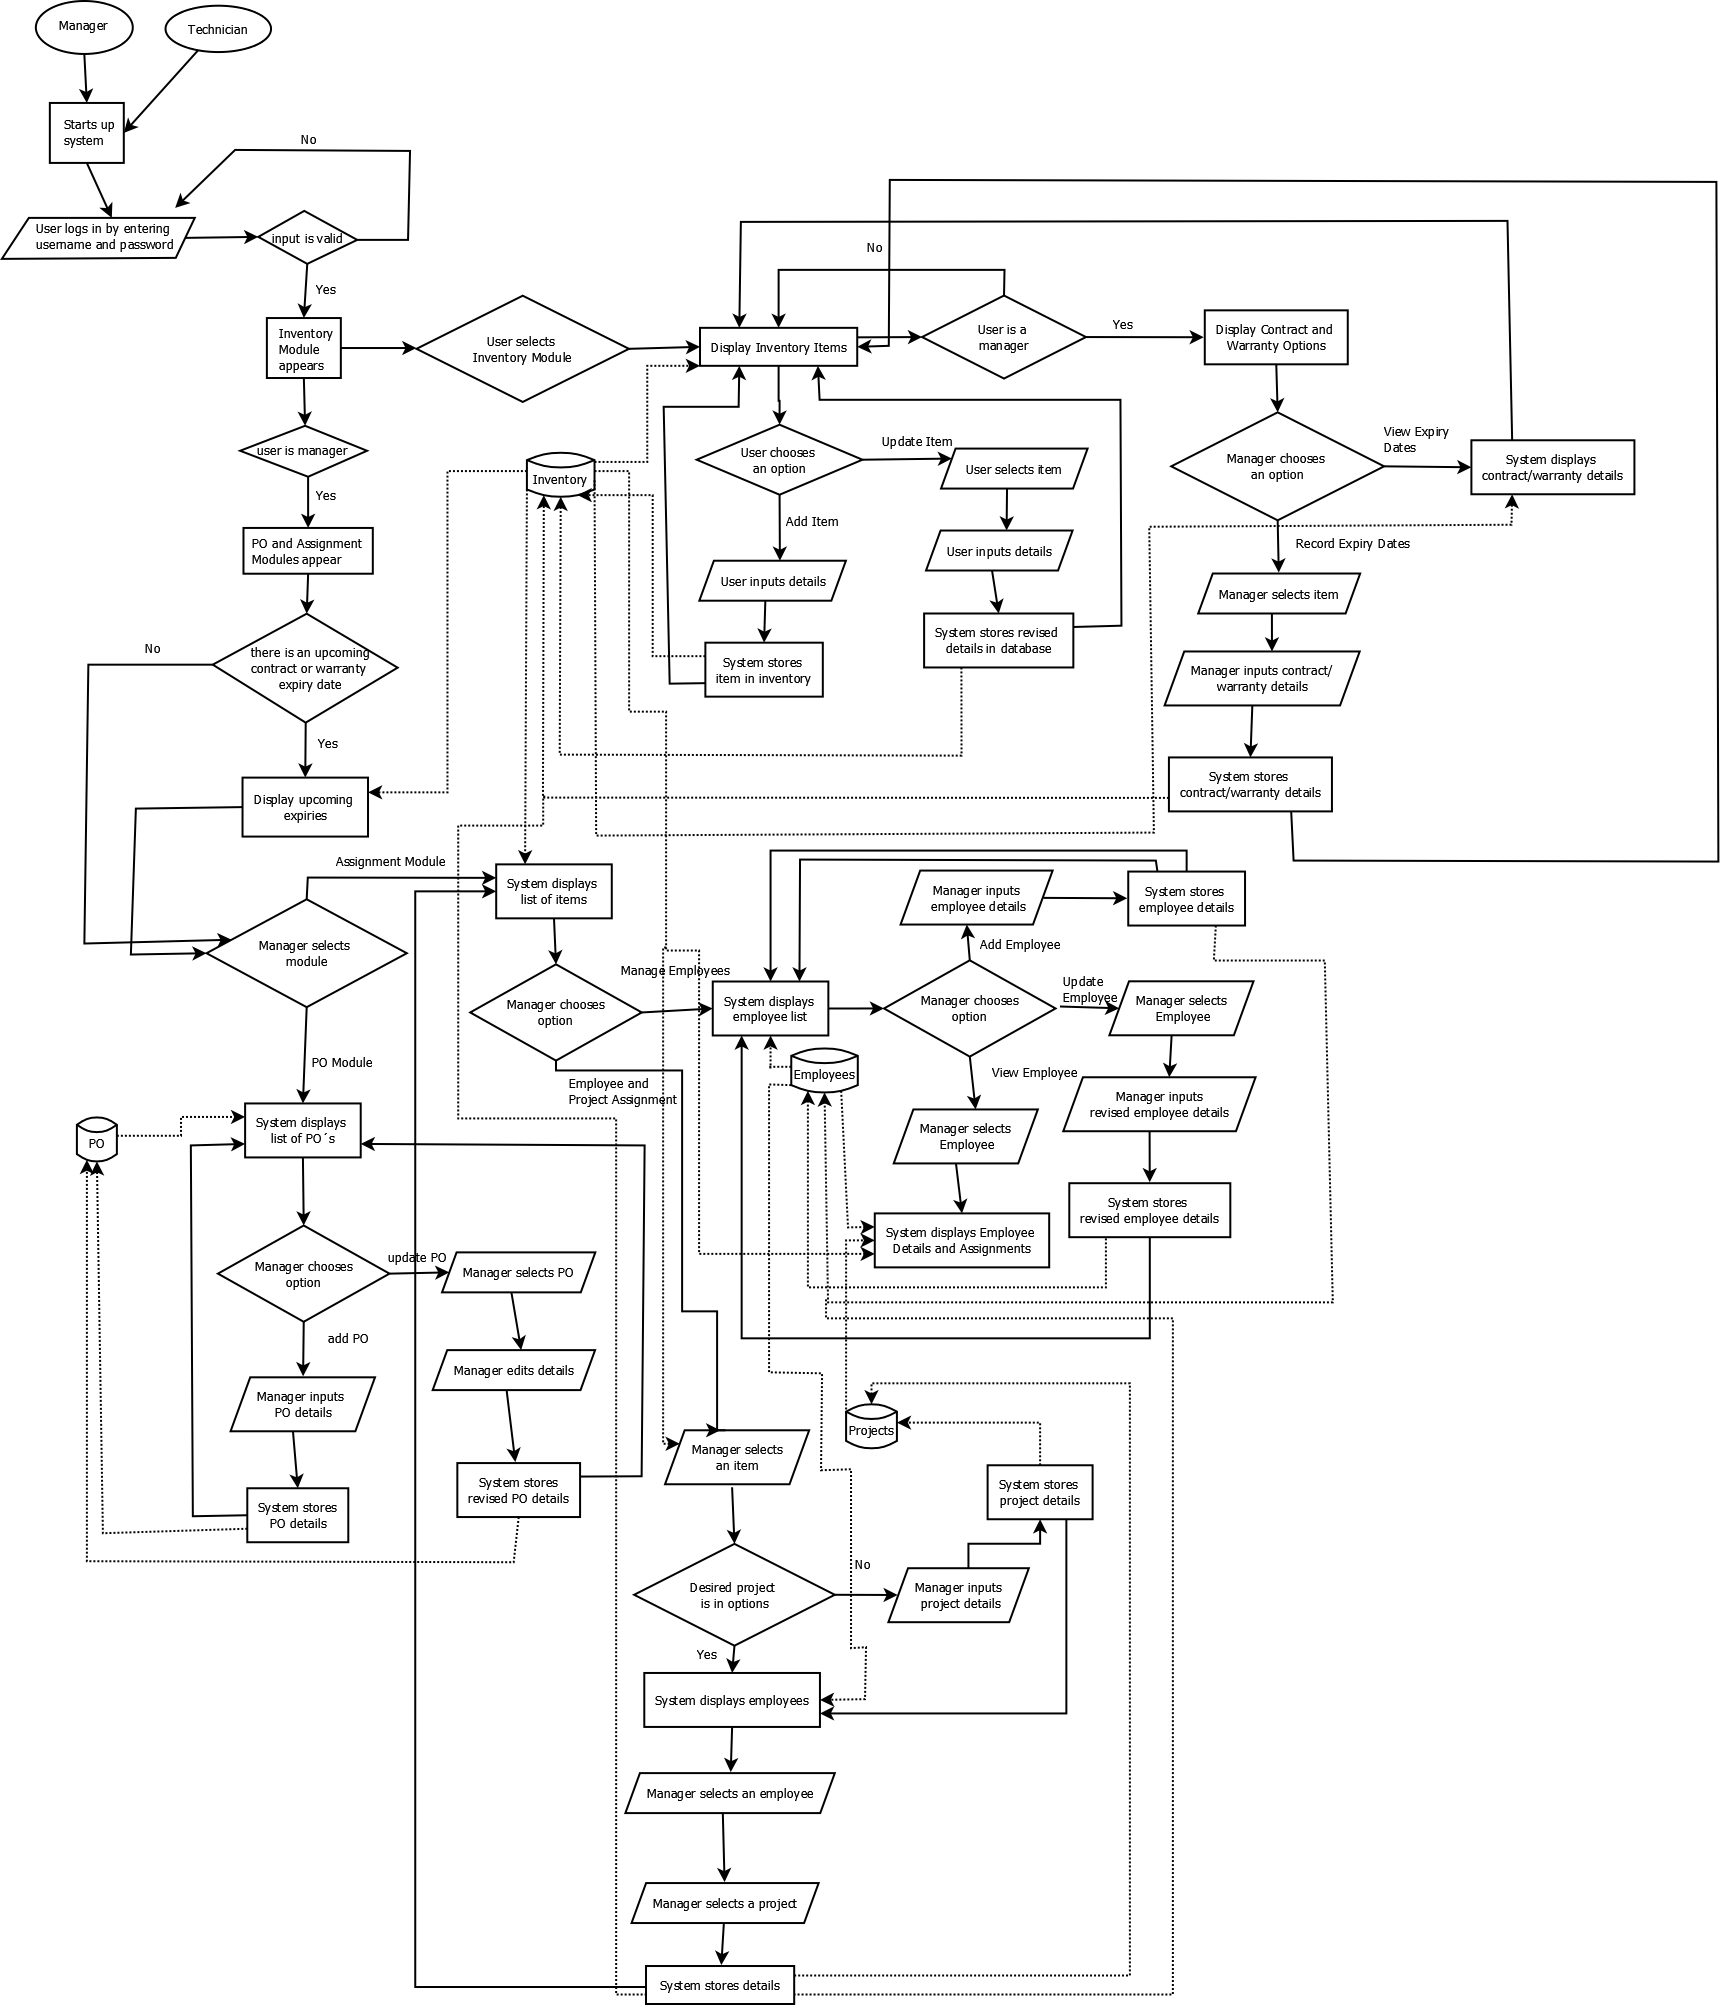 Manager
Technician
Starts up
system
No
User logs in by entering
username and password
input is valid
Yes
No
Inventory
Module
appears
User selects
Inventory Module
Display Inventory Items
User is a
manager
Yes
Display Contract and
Warranty Options
user is manager
Yes
PO and Assignment
Modules appear
there is an upcoming
contract or warranty
expiry date
No
Yes
Display upcoming
expiries
Inventory
User chooses
an option
Update Item
User selects item
User inputs details
System stores revised
details in database
Add Item
User inputs details
System stores
item in inventory
Manager chooses
an option
View Expiry
Dates
System displays
contract/warranty details
Record Expiry Dates
Manager selects item
Manager inputs contract/
warranty details
System stores
contract/warranty details
Assignment Module
Manager selects
module
System displays
list of items
Manager chooses
option
Manage Employees
System displays
employee list
Manager chooses
option
Add Employee
Manager inputs
employee details
System stores
employee details
Update
Employee
Manager selects
Employee
Manager inputs
revised employee details
System stores
revised employee details
View Employee
Manager selects
Employee
System displays Employee
Details and Assignments
Employees
Employee and
Project Assignment
PO Module
System displays
list of PO´s
PO
Manager chooses
option
update PO
Manager selects PO
Manager edits details
System stores
revised PO details
add PO
Manager inputs
PO details
System stores
PO details
Projects
Manager selects
an item
System stores
project details
Desired project
is in options
No
Manager inputs
project details
Yes
System displays employees
Manager selects an employee
Manager selects a project
System stores details